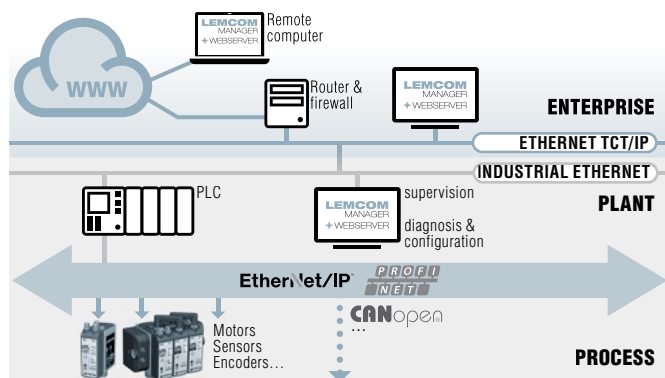 LEMCOM
MANAGER
+ WEBSERVER
Remote
computer
WWW
Router &
firewall
LEMCOM
MANAGER
+ WEBSERVER
ENTERPRISE
ETHERNET TCT/IP
INDUSTRIAL ETHERNET
PLC
LEMCOM
MANAGER
+ WEBSERVER
supervision
diagnosis &
configuration
PLANT
EtherNet/IP
PROFI
NET
CANopen
...
Motors
Sensors
Encoders...
PROCESS